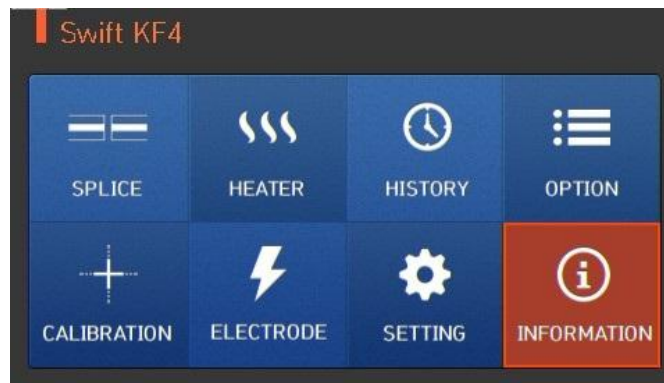 Swift KF4
SPLICE HEATER HISTORY OPTION
CALIBRATION ELECTRODE SETTING INFORMATION